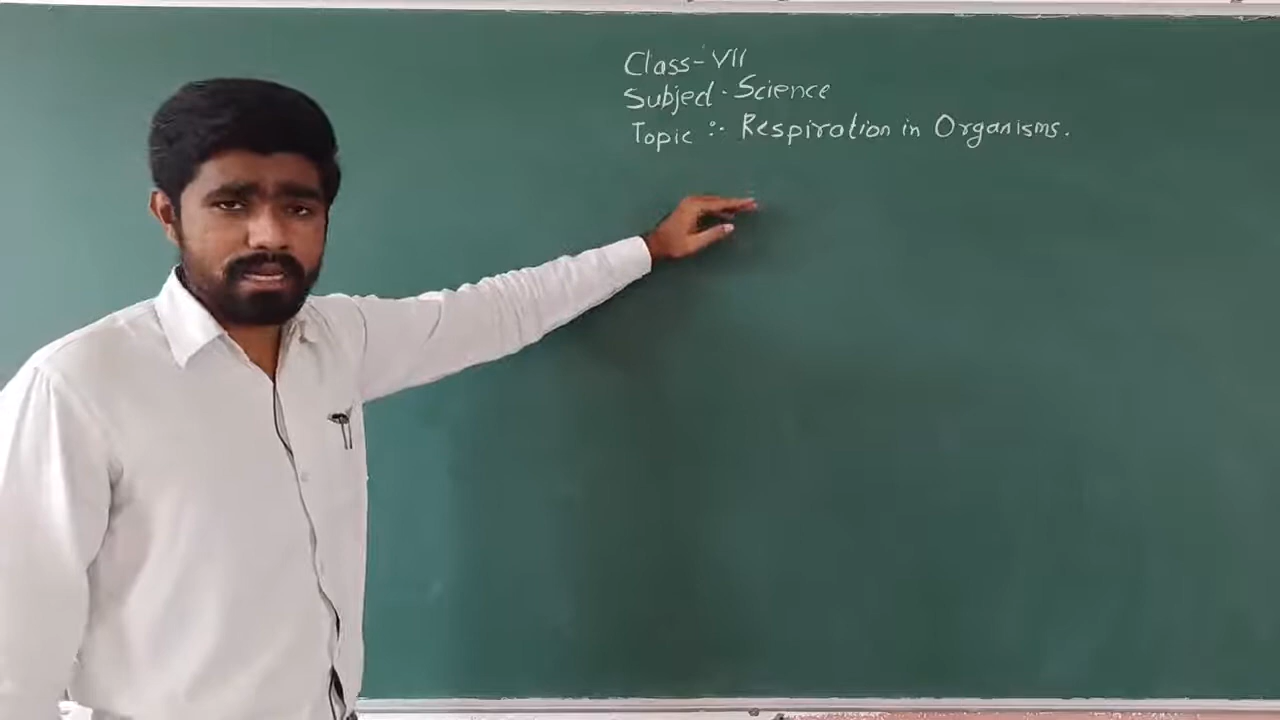 Class-VII
Subject - Science
Topic :- Respiration in Organisms.